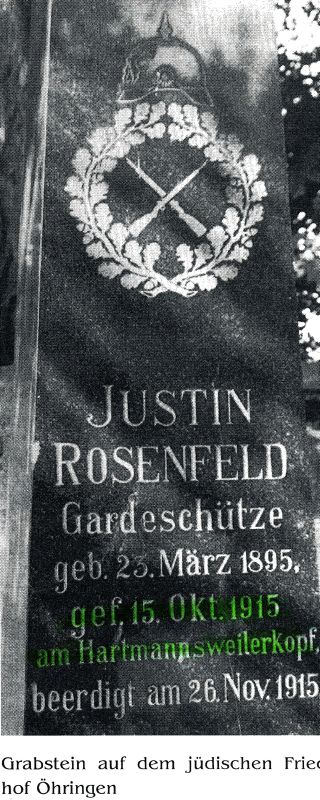 JUSTIN
ROSENFELD
Gardeschütze
geb. 23. März 1895,
gef. 15. Okt. 1915
am Hartmannsweilerkopf,
beerdigt am 26. Nov. 1915
Grabstein auf dem jüdischen Fried
hof Öhringen